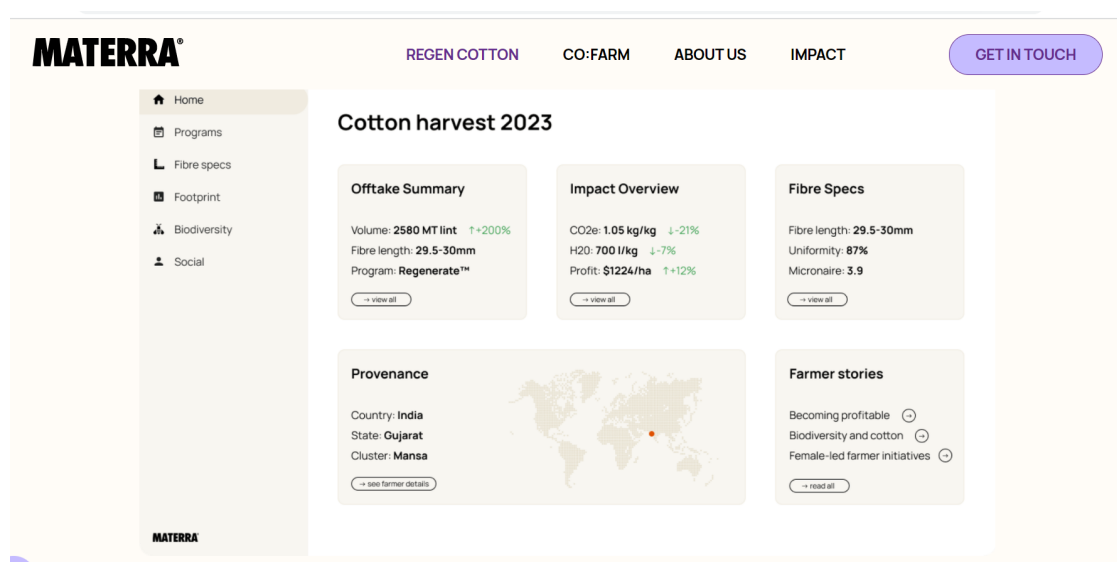 MATERRA®
REGEN COTTON
CO:FARM
ABOUT US
IMPACT
GET IN TOUCH
Home
Programs
Fibre specs
Footprint
Biodiversity
Social
MATERRA
Cotton harvest 2023
Offtake Summary
Volume: 2580 MT lint ↑+200%
Fibre length: 29.5-30mm
Program: Regenerate™
→ view all
Impact Overview
CO2e: 1.05 kg/kg ↓-21%
H20: 700 l/kg ↓-7%
Profit: $1224/ha ↑+12%
→ view all
Fibre Specs
Fibre length: 29.5-30mm
Uniformity: 87%
Micronaire: 3.9
→ view all
Provenance
Country: India
State: Gujarat
Cluster: Mansa
→ see farmer details
Farmer stories
Becoming profitable →
Biodiversity and cotton →
Female-led farmer initiatives →
→ read all